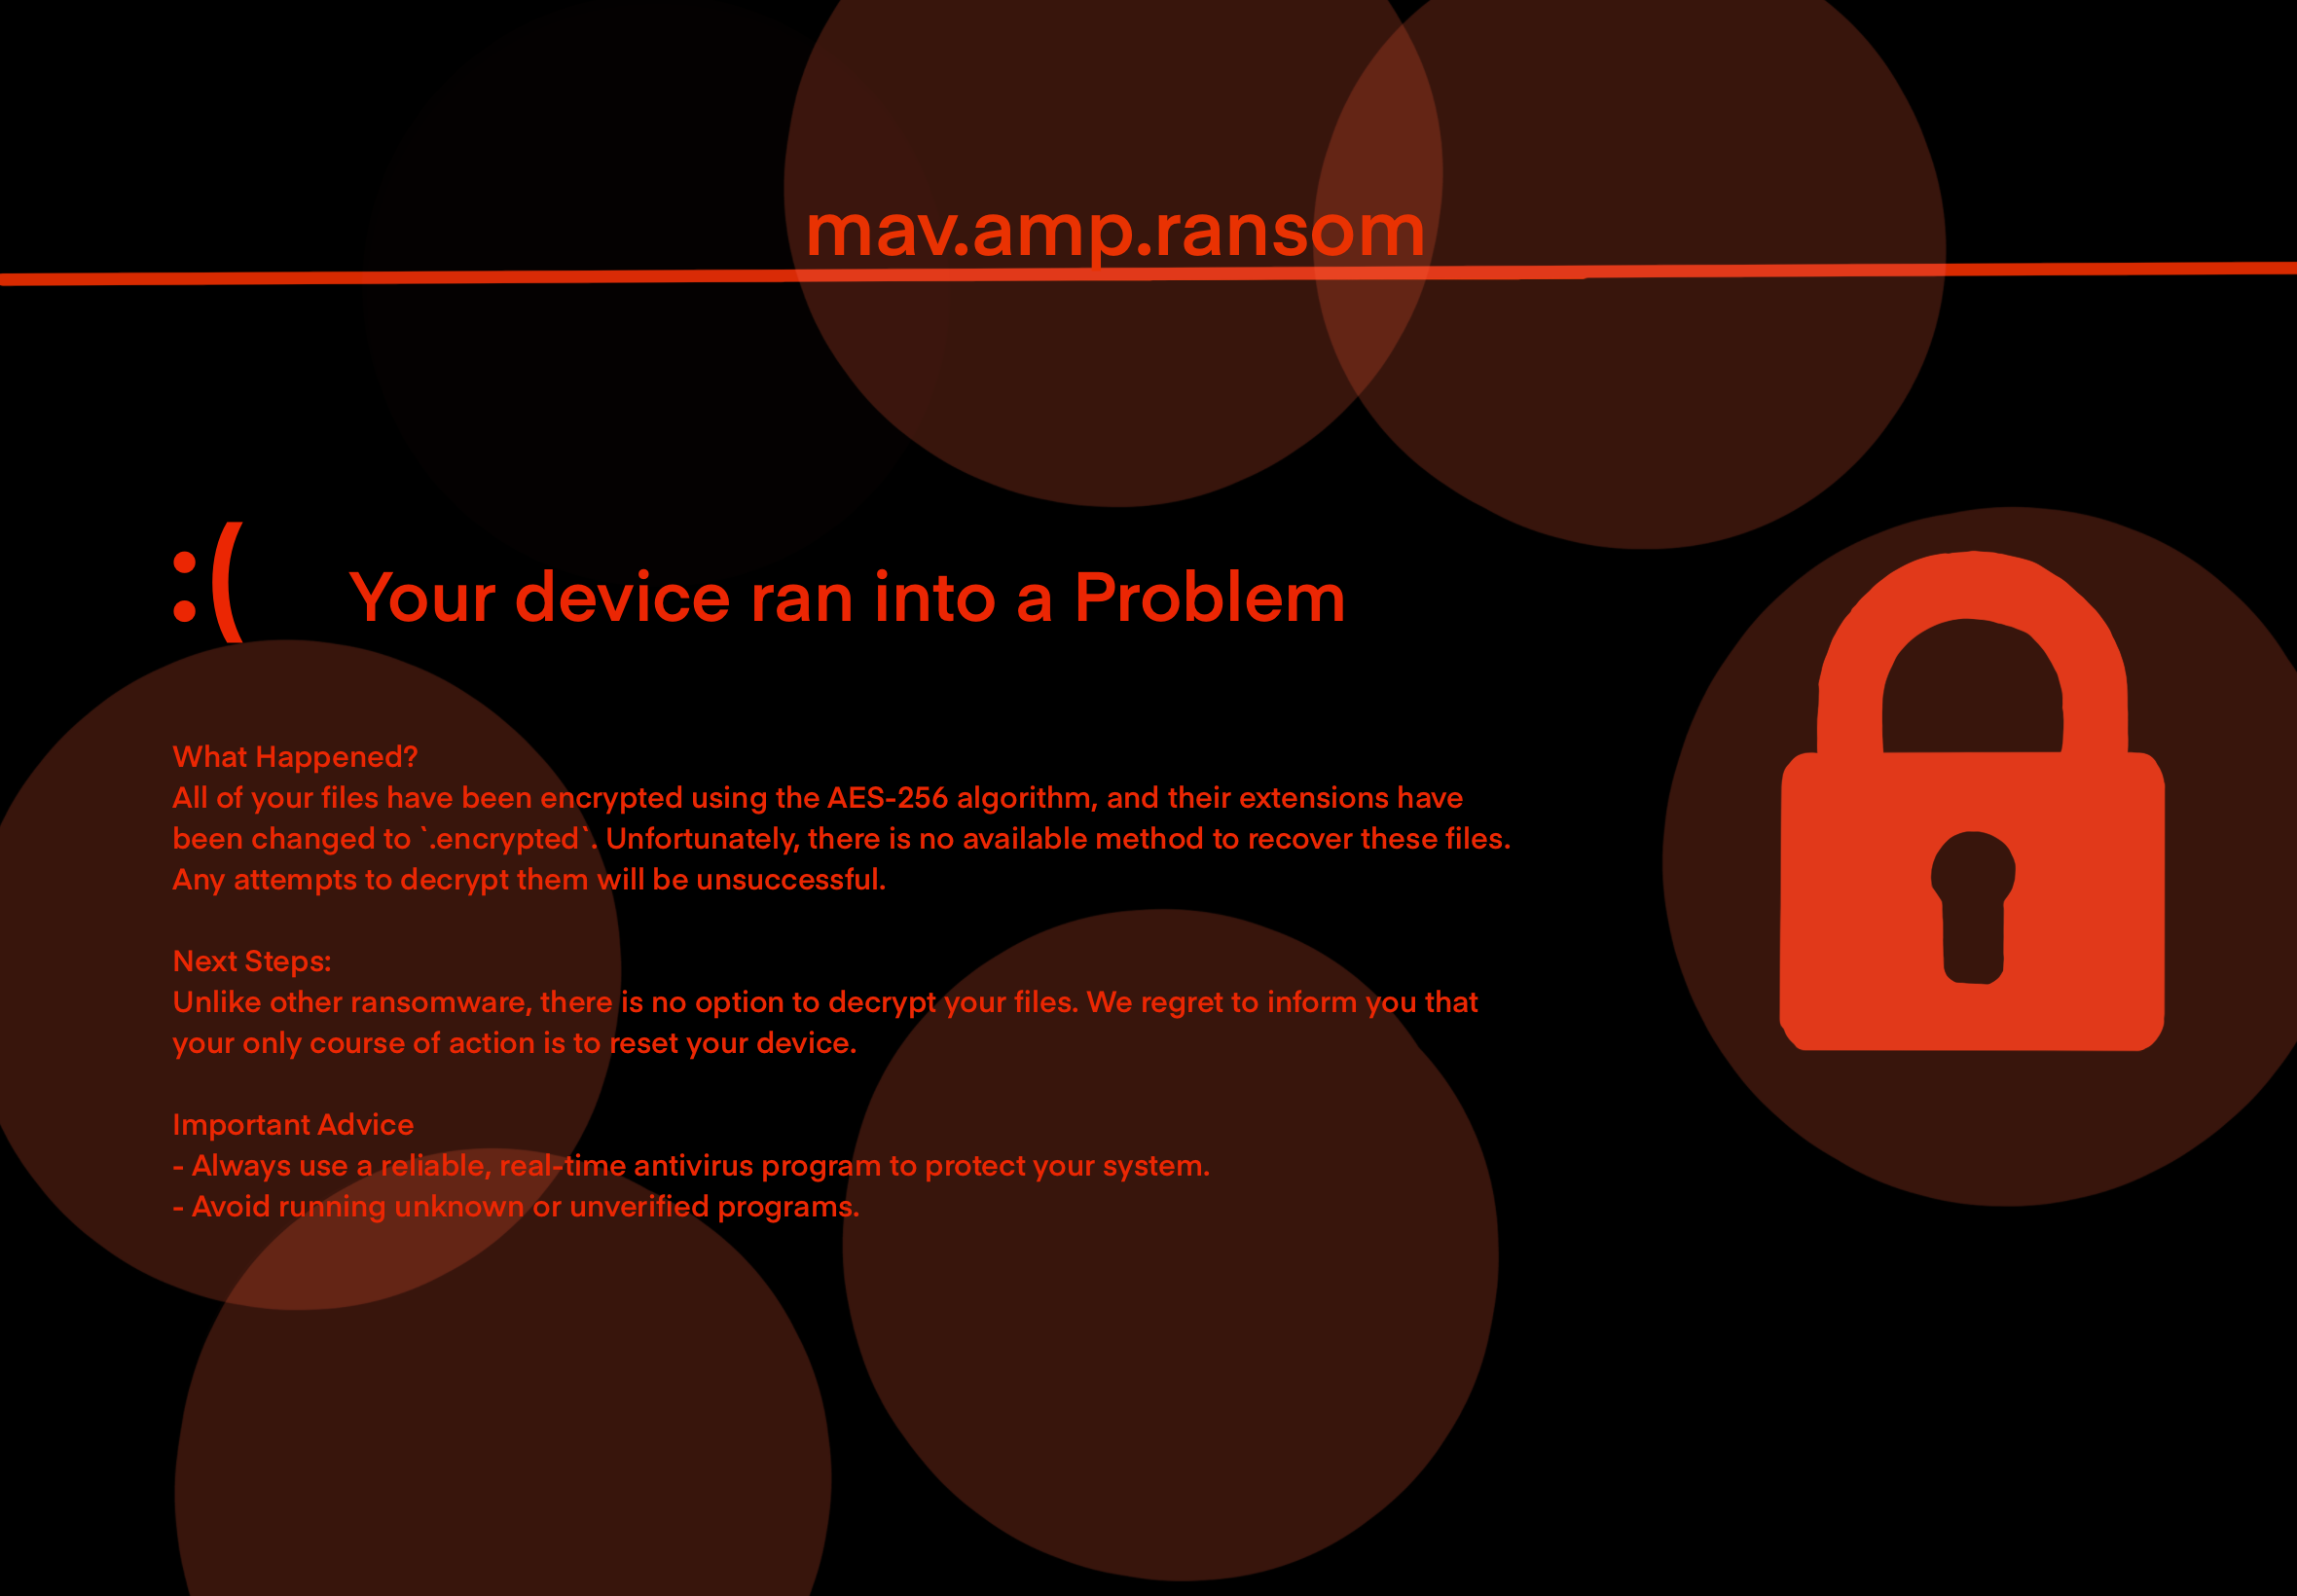 mav.amp.ransom
:(
Your device ran into a Problem
What Happened?
All of your files have been encrypted using the AES-256 algorithm, and their extensions have
been changed to `.encrypted`. Unfortunately, there is no available method to recover these files.
Any attempts to decrypt them will be unsuccessful.
Next Steps:
Unlike other ransomware, there is no option to decrypt your files. We regret to inform you that
your only course of action is to reset your device.
Important Advice
- Always use a reliable, real-time antivirus program to protect your system.
- Avoid running unknown or unverified programs.